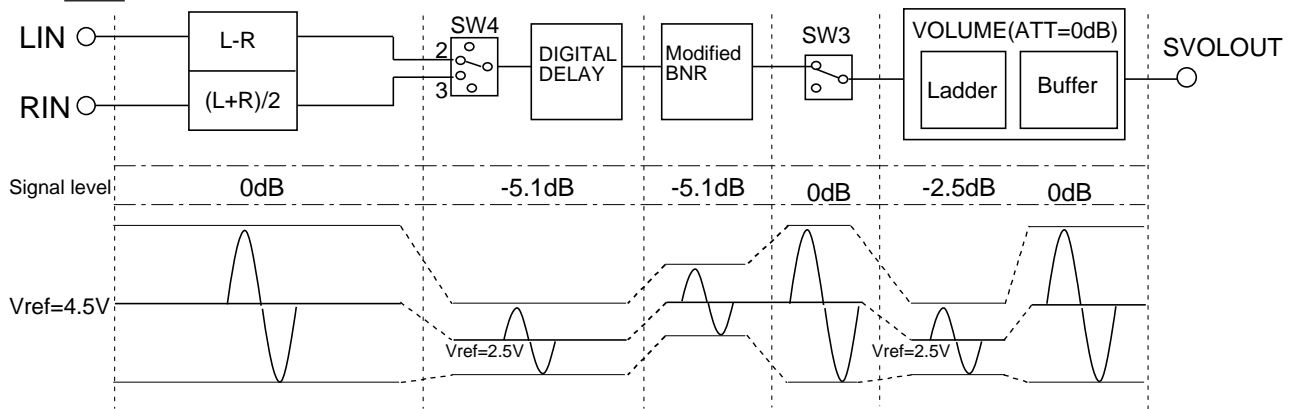 LIN
RIN
L-R
(L+R)/2
SW4
2
3
DIGITAL
DELAY
Modified
BNR
SW3
VOLUME(ATT=0dB)
Ladder
Buffer
SVOLOUT
Signal level
0dB
-5.1dB
-5.1dB
0dB
-2.5dB
0dB
Vref=4.5V
Vref=2.5V
Vref=2.5V